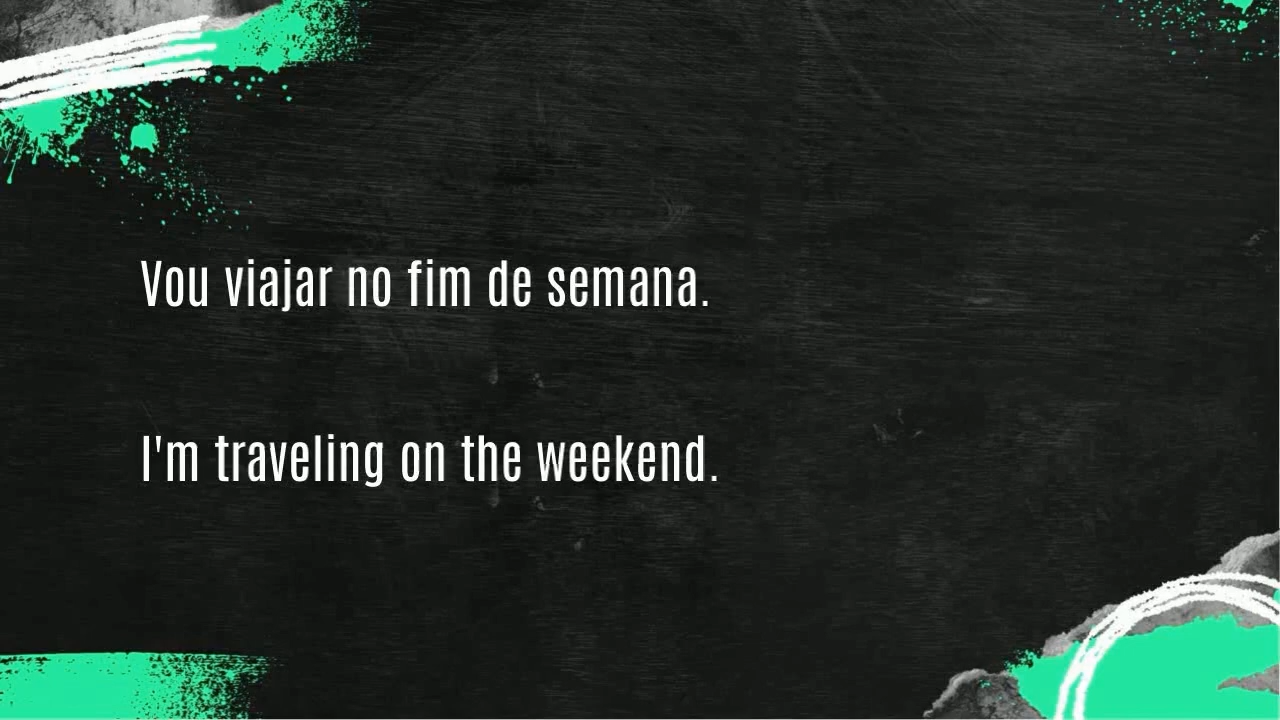 Vou viajar no fim de semana.
I'm traveling on the weekend.